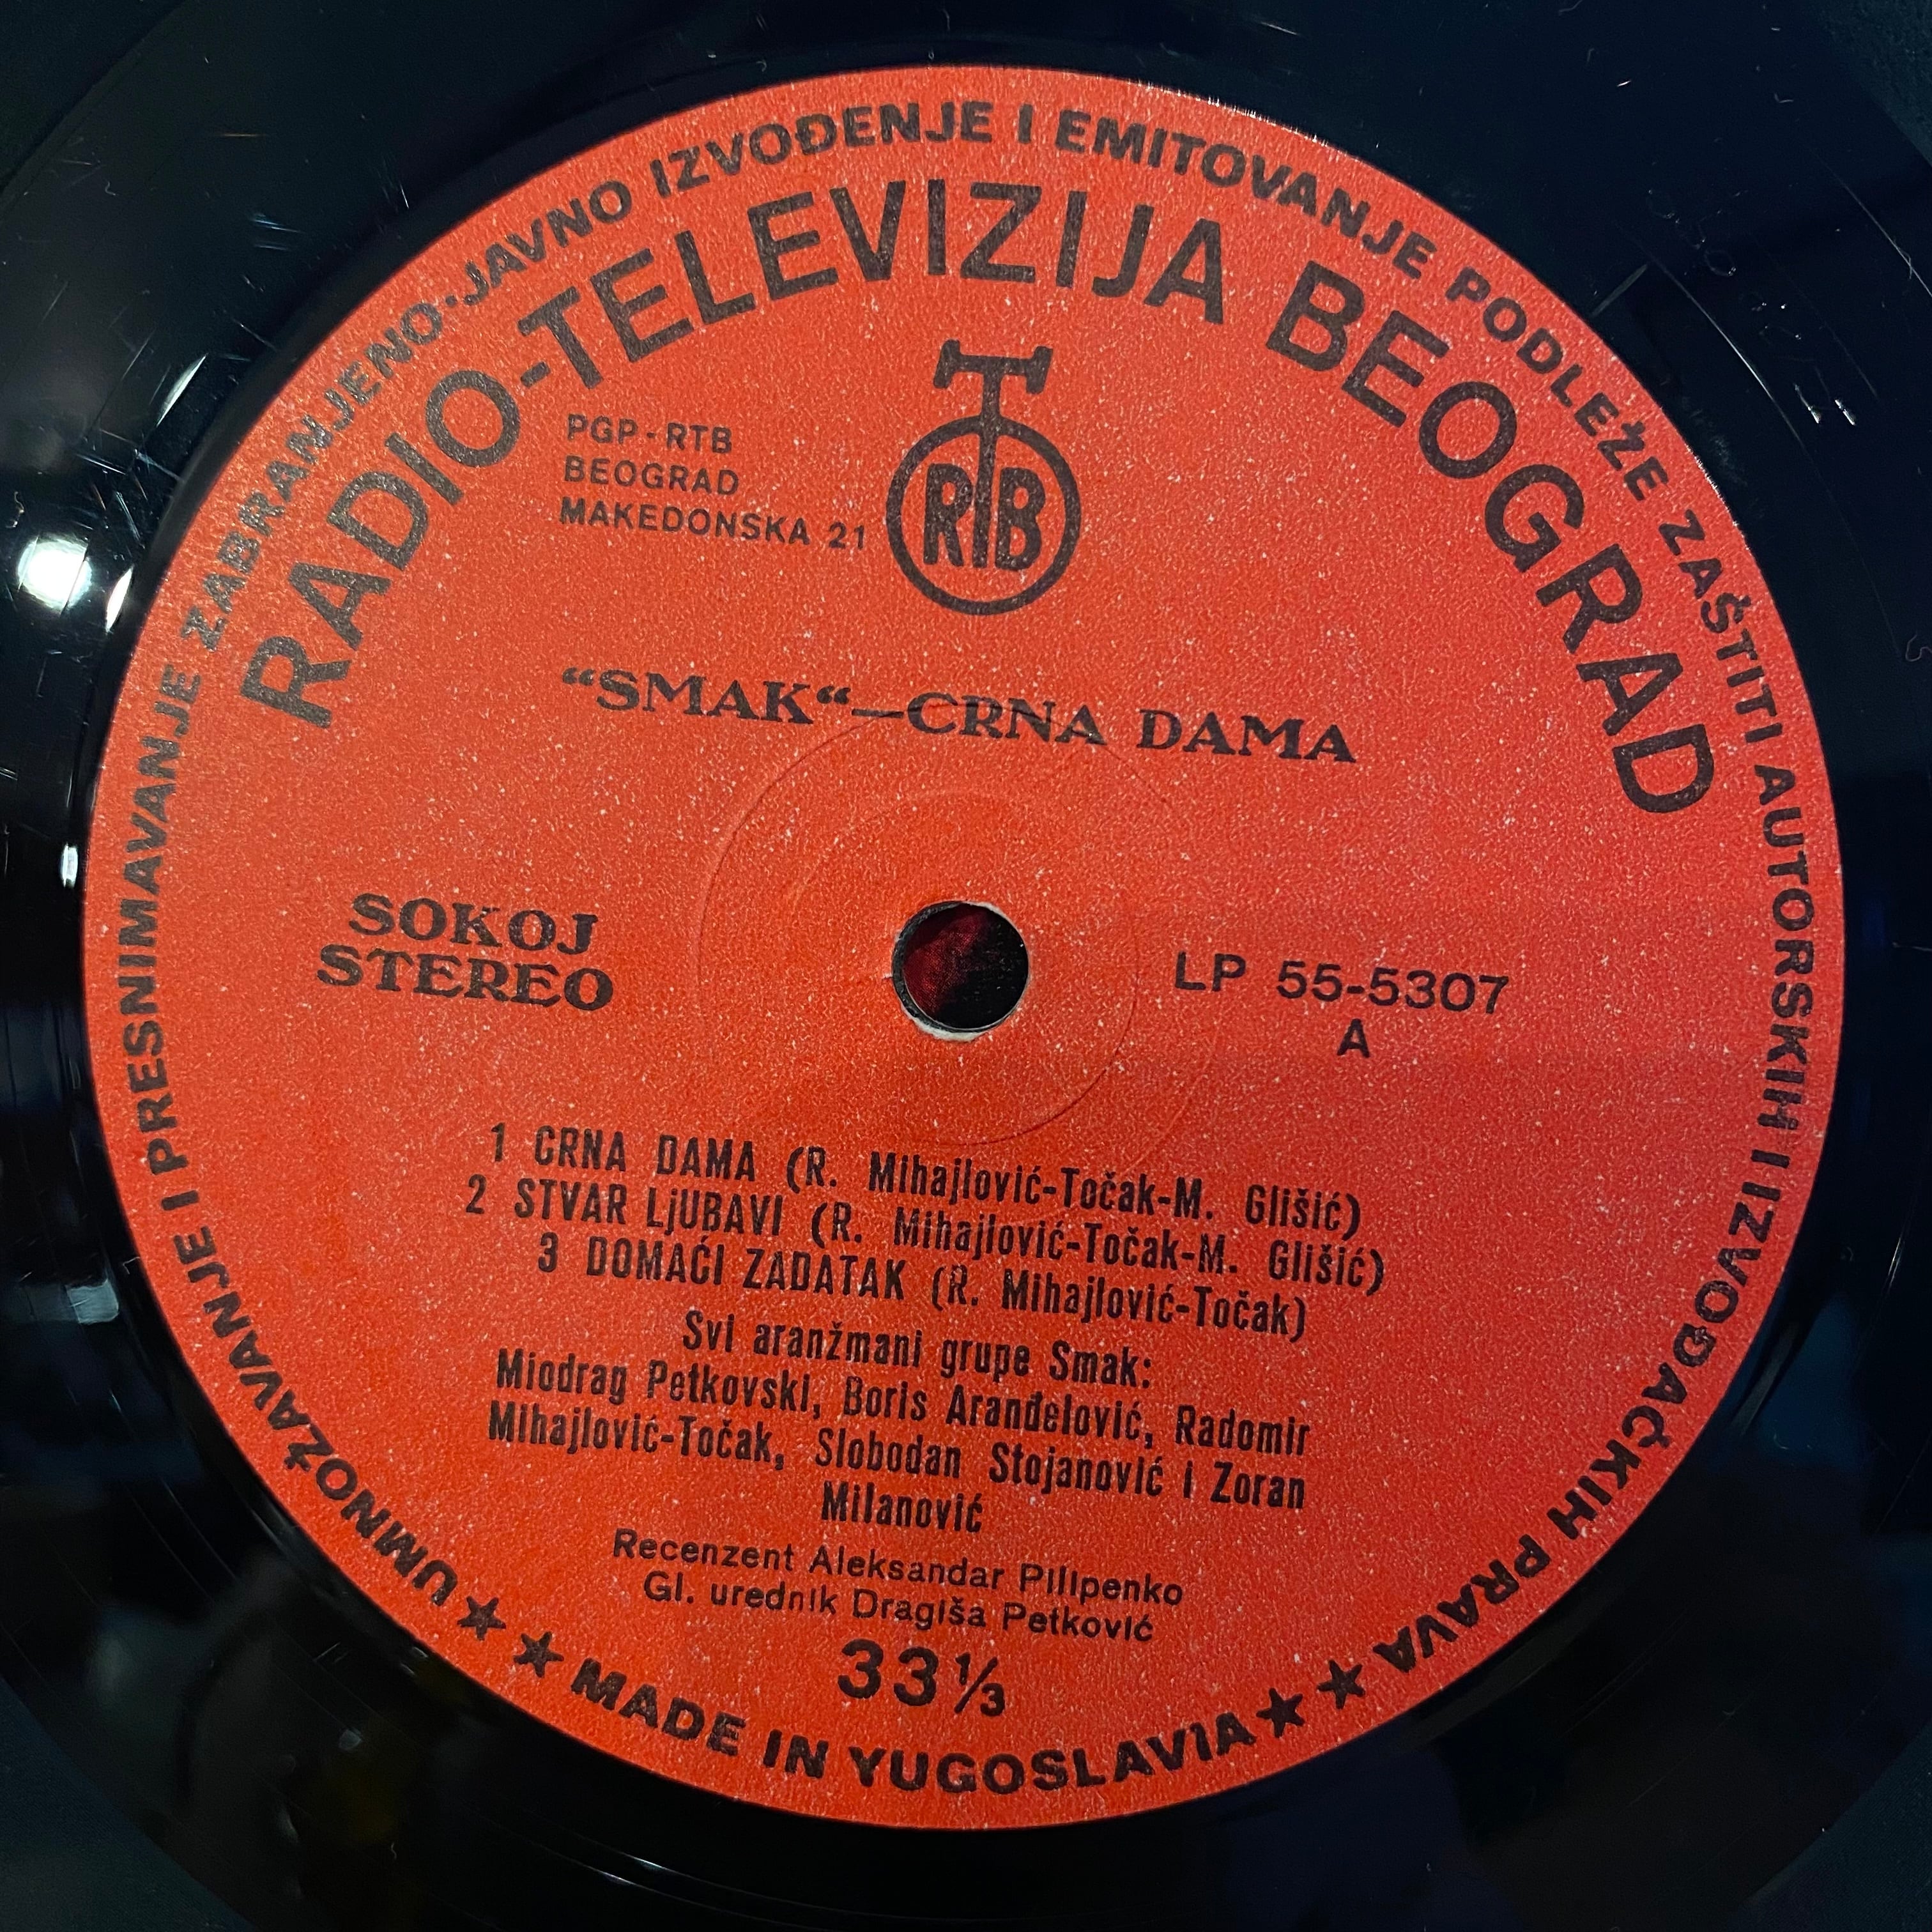 UMNOŽAVANJE I PRESNIMAVANJE ZABRANJENO·JAVNO IZVOĐENJE I EMITOVANJE PODLEŽE ZAŠTITI AUTORSKIH I IZVOĐAČKIH PRAVA
RADIO-TELEVIZIJA BEOGRAD
PGP-RTB
BEOGRAD
MAKEDONSKA 21
RTB
“SMAK“—CRNA DAMA
SOKOJ
STEREO
LP 55-5307
A
1 CRNA DAMA (R. Mihajlović-Točak-M. Glišić)
2 STVAR LjUBAVI (R. Mihajlović-Točak-M. Glišić)
3 DOMAĆI ZADATAK (R. Mihajlović-Točak)
Svi aranžmani grupe Smak:
Miodrag Petkovski, Boris Aranđelović, Radomir
Mihajlović-Točak, Slobodan Stojanović i Zoran
Milanović
Recenzent Aleksandar Pilipenko
Gl. urednik Dragiša Petković
33⅓
★ ★ MADE IN YUGOSLAVIA ★ ★